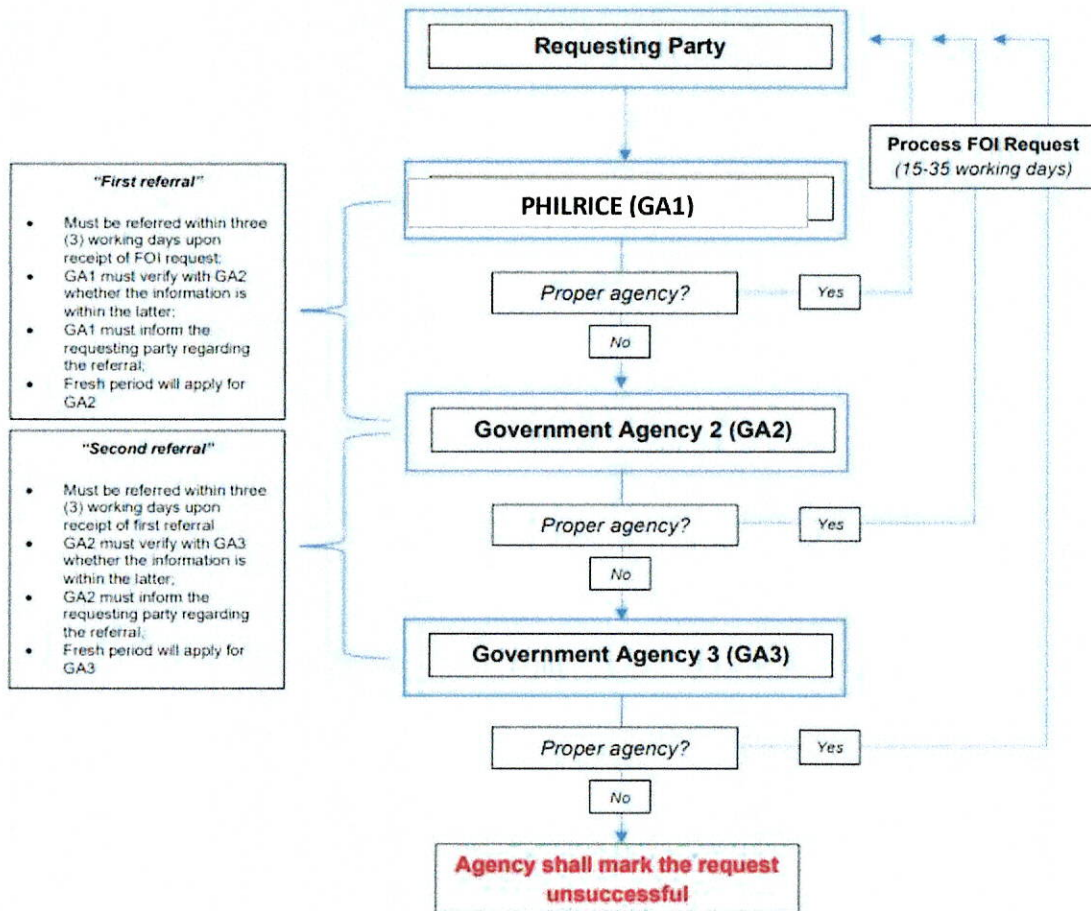 Requesting Party
Process FOI Request
(15-35 working days)
"First referral"
• Must be referred within three
(3) working days upon
receipt of FOI request;
• GA1 must verify with GA2
whether the information is
within the latter;
• GA1 must inform the
requesting party regarding
the referral;
• Fresh period will apply for
GA2
PHILRICE (GA1)
Proper agency?
Yes
No
Government Agency 2 (GA2)
"Second referral"
• Must be referred within three
(3) working days upon
receipt of first referral
• GA2 must verify with GA3
whether the information is
within the latter;
• GA2 must inform the
requesting party regarding
the referral;
• Fresh period will apply for
GA3
Proper agency?
Yes
No
Government Agency 3 (GA3)
Proper agency?
Yes
No
Agency shall mark the request
unsuccessful